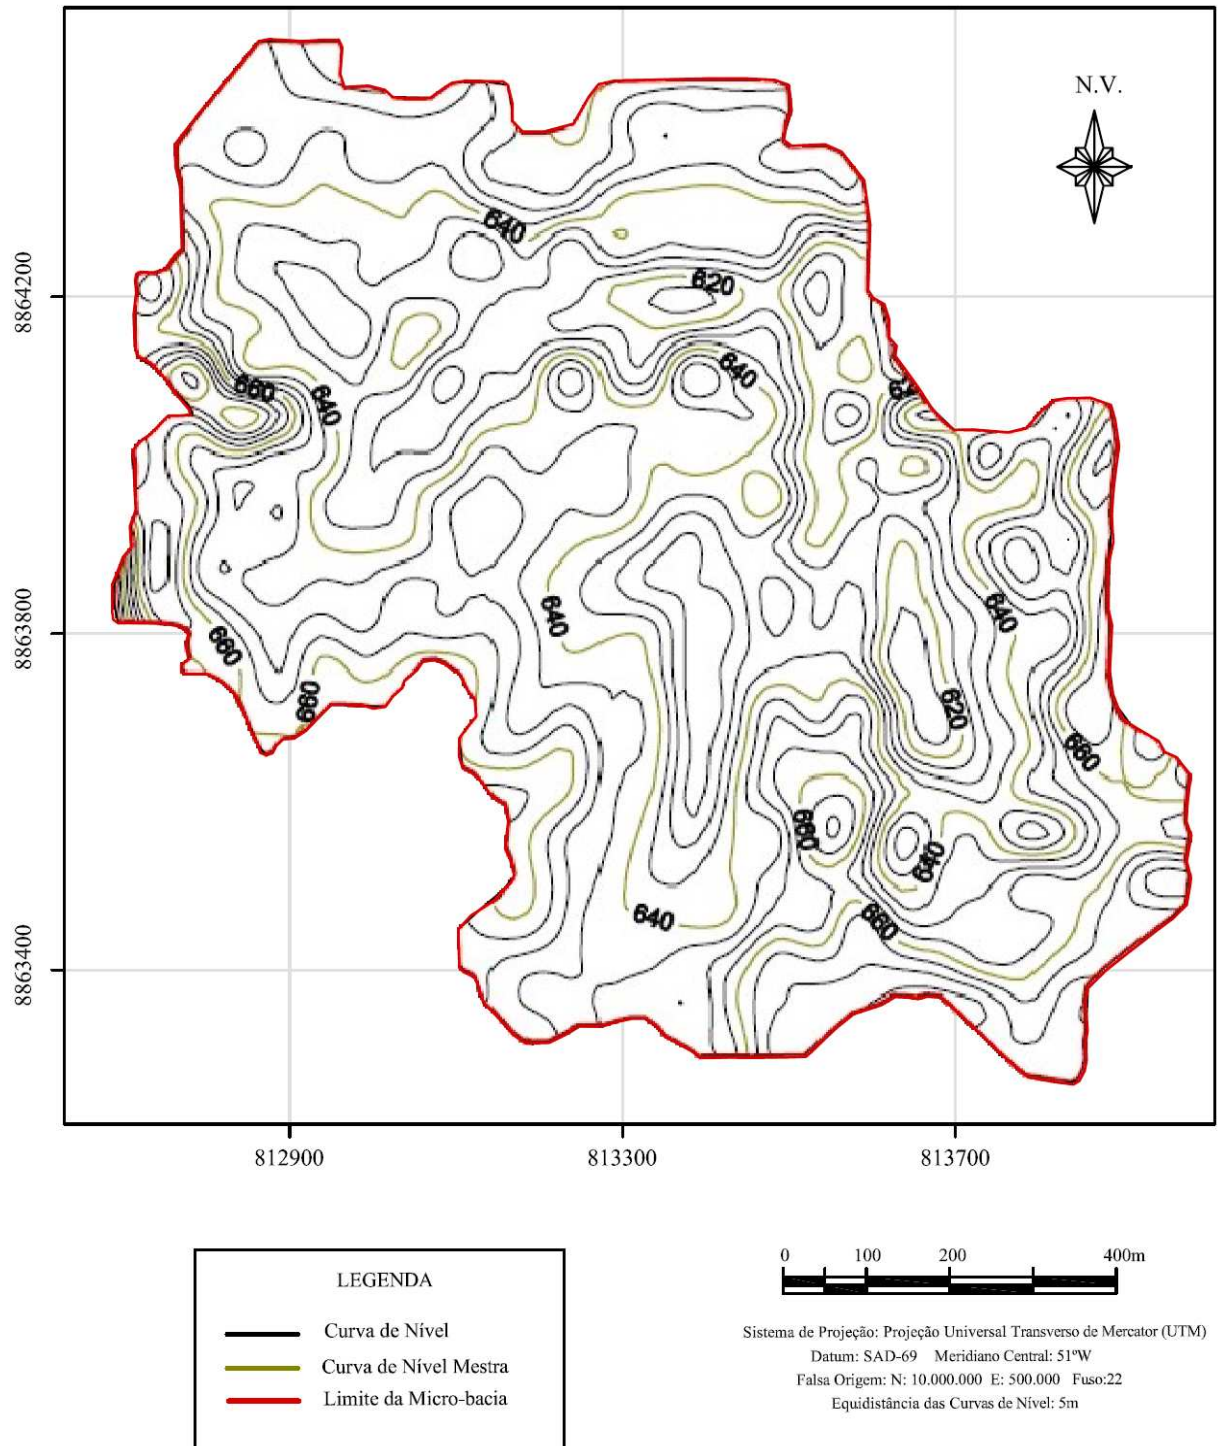 N.V.
640
620
8864200
640
660
640
8863800
640
640
660
660
620
660
660
640
640
660
8863400
812900
813300
813700
0 100 200 400m
LEGENDA
Curva de Nível
Curva de Nível Mestra
Limite da Micro-bacia
Sistema de Projeção: Projeção Universal Transverso de Mercator (UTM)
Datum: SAD-69 Meridiano Central: 51ºW
Falsa Origem: N: 10.000.000 E: 500.000 Fuso:22
Equidistância das Curvas de Nível: 5m